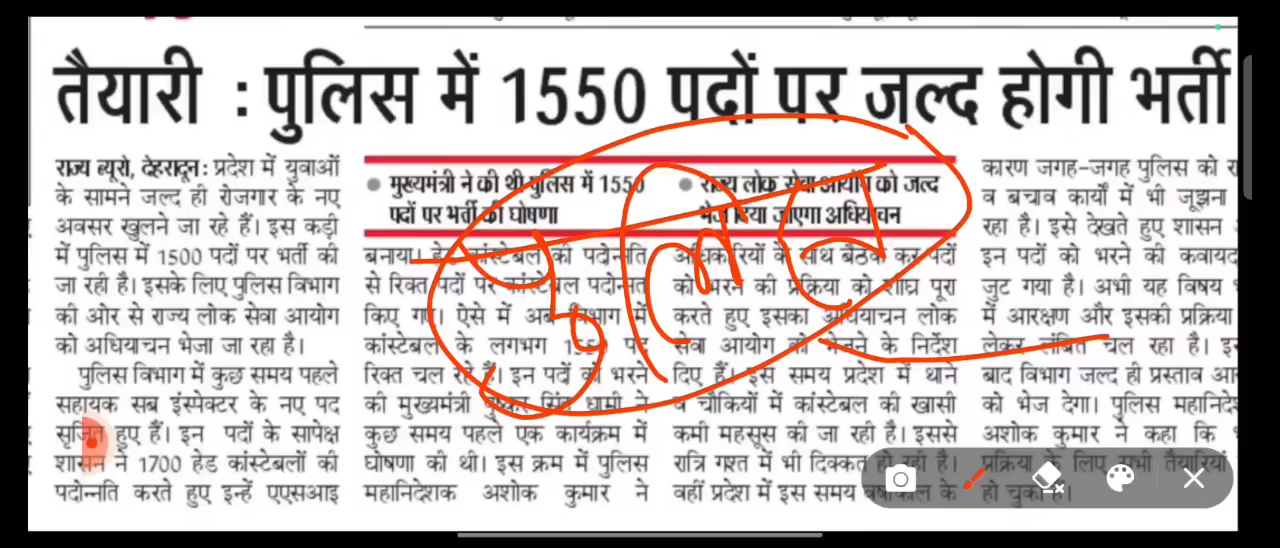 तैयारी : पुलिस में 1550 पदों पर जल्द होगी भर्ती
राज्य ब्यूरो, देहरादून: प्रदेश में युवाओं
के सामने जल्द ही रोजगार के नए
अवसर खुलने जा रहे हैं। इस कड़ी
में पुलिस में 1500 पदों पर भर्ती की
जा रही है। इसके लिए पुलिस विभाग
की ओर से राज्य लोक सेवा आयोग
को अधियाचन भेजा जा रहा है।
पुलिस विभाग में कुछ समय पहले
सहायक सब इंस्पेक्टर के नए पद
सृजित हुए हैं। इन पदों के सापेक्ष
शासन ने 1700 हेड कांस्टेबलों की
पदोन्नति करते हुए इन्हें एएसआइ
मुख्यमंत्री ने की थी पुलिस में 1550
पदों पर भर्ती की घोषणा
राज्य लोक सेवा आयोग को जल्द
भेज दिया जाएगा अधियाचन
बनाया। हेड कांस्टेबल की पदोन्नति
से रिक्त पदों पर कांस्टेबल पदोन्नत
किए गए। ऐसे में अब विभाग में
कांस्टेबल के लगभग 1550 पद
रिक्त चल रहे हैं। इन पदों को भरने
की मुख्यमंत्री पुष्कर सिंह धामी ने
कुछ समय पहले एक कार्यक्रम में
घोषणा की थी। इस क्रम में पुलिस
महानिदेशक अशोक कुमार ने
अधिकारियों के साथ बैठक कर पदों
को भरने की प्रक्रिया को शीघ्र पूरा
करते हुए इसका अधियाचन लोक
सेवा आयोग को भेजने के निर्देश
दिए हैं। इस समय प्रदेश में थाने
व चौकियों में कांस्टेबल की खासी
कमी महसूस की जा रही है। इससे
रात्रि गश्त में भी दिक्कत हो रही है।
वहीं प्रदेश में इस समय वर्षाकाल के
कारण जगह-जगह पुलिस को
व बचाव कार्यों में भी जूझना
रहा है। इसे देखते हुए शासन
इन पदों को भरने की कवायद
जुट गया है। अभी यह विषय
में आरक्षण और इसकी प्रक्रिया
लेकर लंबित चल रहा है।
बाद विभाग जल्द ही प्रस्ताव
को भेज देगा। पुलिस
अशोक कुमार ने कहा कि
प्रक्रिया के लिए सभी तैयारियां
हो चुकी है।